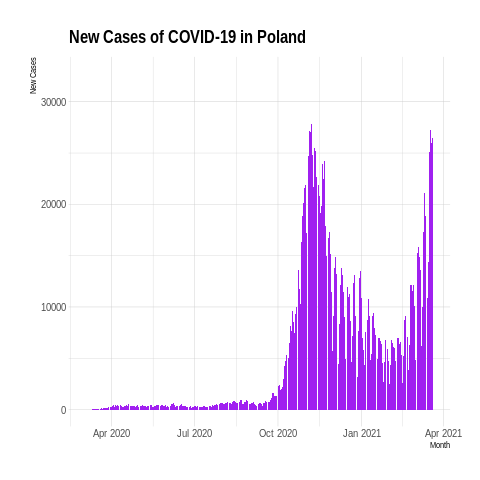 New Cases of COVID-19 in Poland
New Cases
30000
20000
10000
0
Apr 2020
Jul 2020
Oct 2020
Jan 2021
Apr 2021
Month